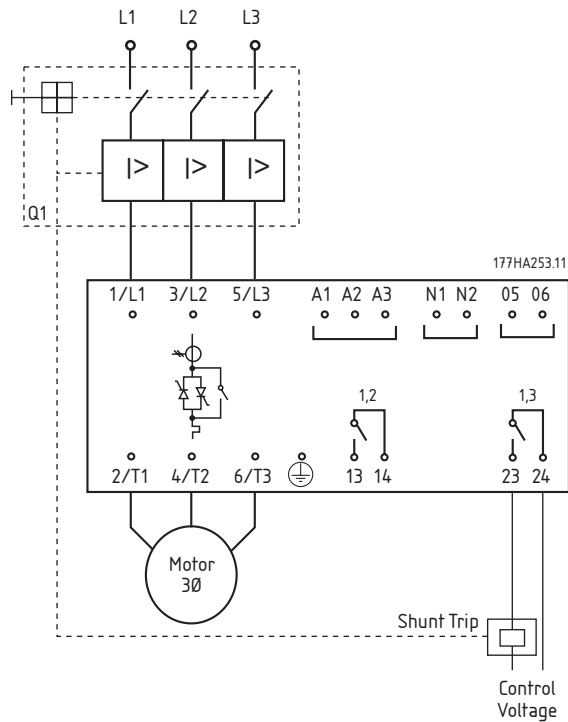 L1 L2 L3
|> |> |>
Q1
177HA253.11
1/L1 3/L2 5/L3 A1 A2 A3 N1 N2 05 06
1,2 1,3
2/T1 4/T2 6/T3 13 14 23 24
Motor
3Ø
Shunt Trip
Control
Voltage